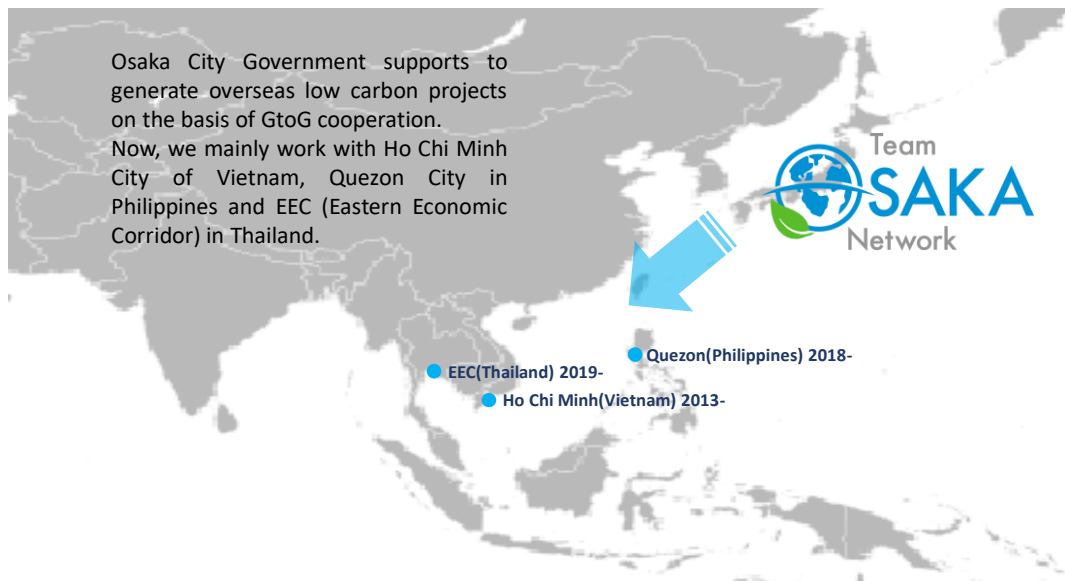 Osaka City Government supports to
generate overseas low carbon projects
on the basis of GtoG cooperation.
Now, we mainly work with Ho Chi Minh
City of Vietnam, Quezon City in
Philippines and EEC (Eastern Economic
Corridor) in Thailand.
Team
OSAKA
Network
Quezon(Philippines) 2018-
EEC(Thailand) 2019-
Ho Chi Minh(Vietnam) 2013-